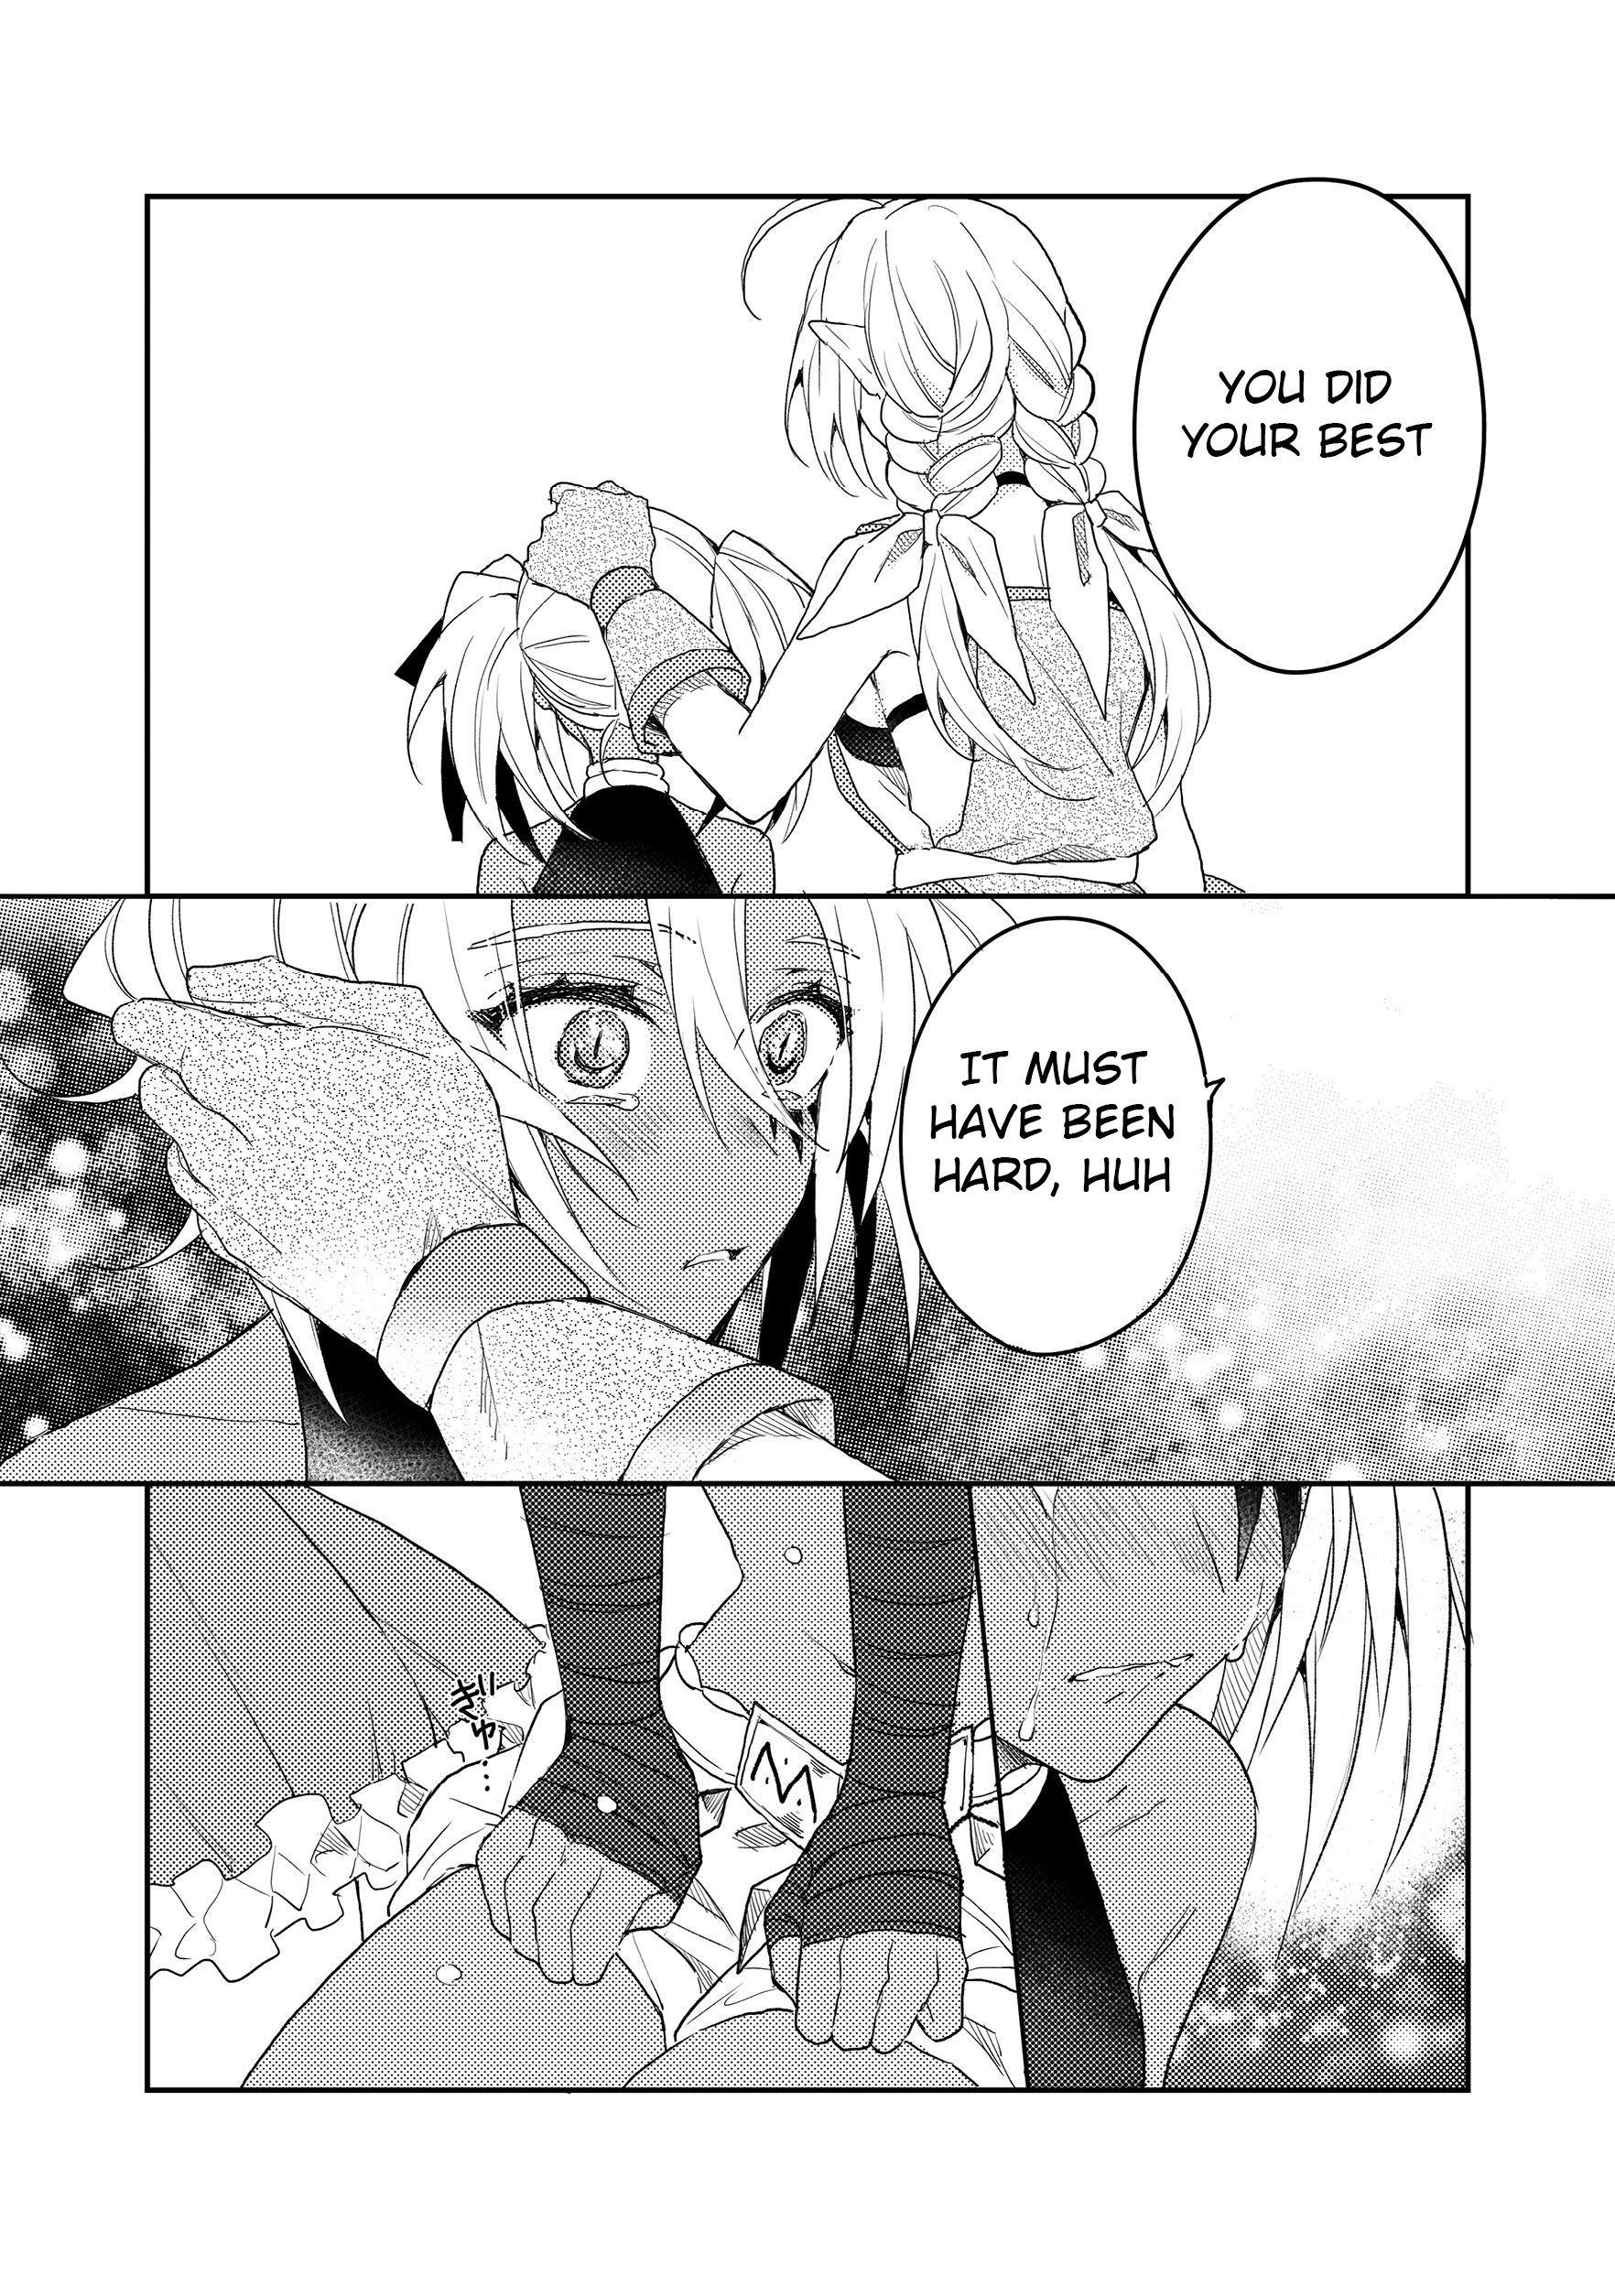 YOU DID
YOUR BEST
IT MUST
HAVE BEEN
HARD, HUH
ぎゅ…
M